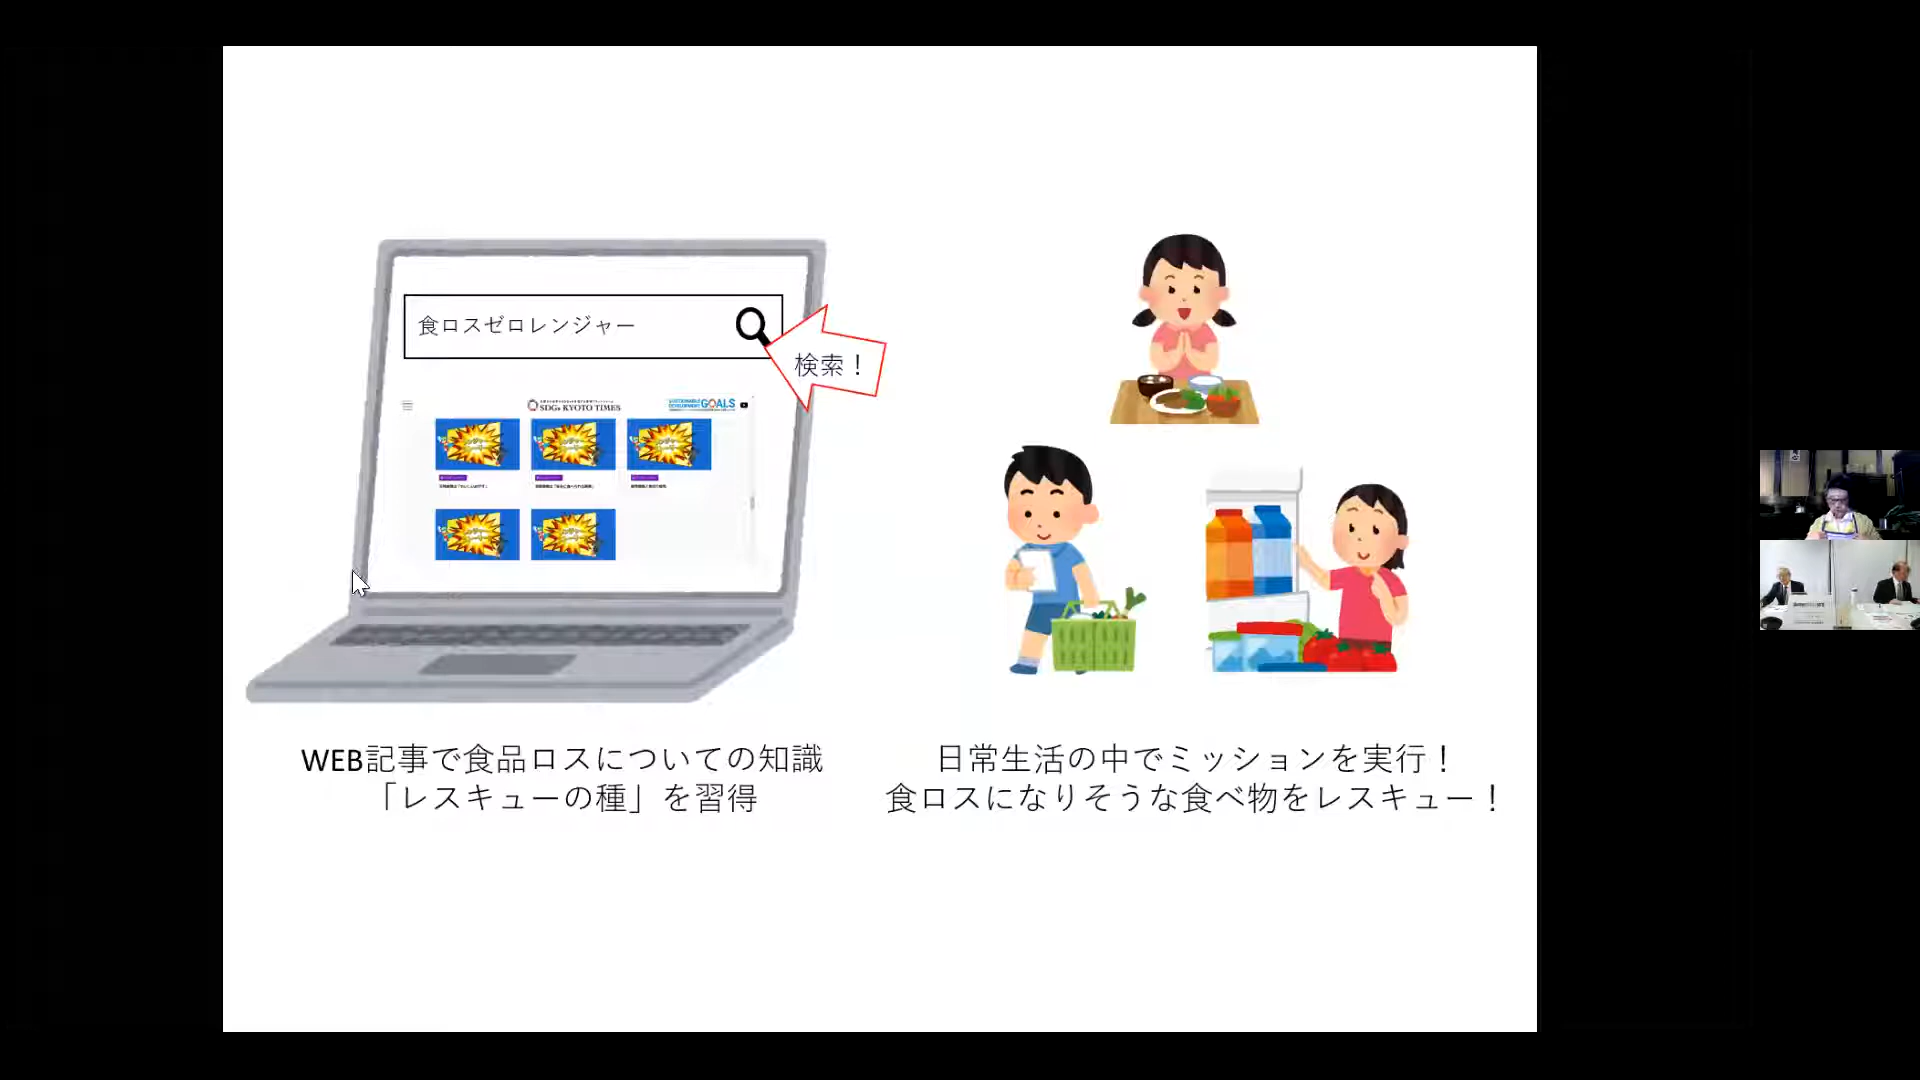 食ロスゼロレンジャー
検索！
SDGs KYOTO TIMES
SUSTAINABLE
DEVELOPMENT GOALS
WEB記事で食品ロスについての知識
「レスキューの種」を習得
日常生活の中でミッションを実行！
食ロスになりそうな食べ物をレスキュー！